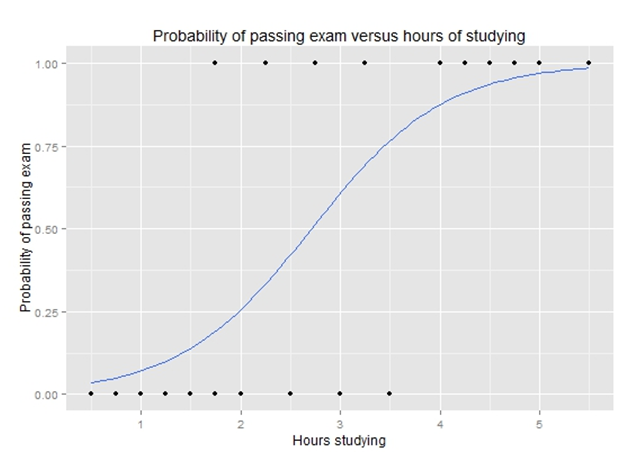 Probability of passing exam versus hours of studying
Probability of passing exam
1.00
0.75
0.50
0.25
0.00
1 2 3 4 5
Hours studying